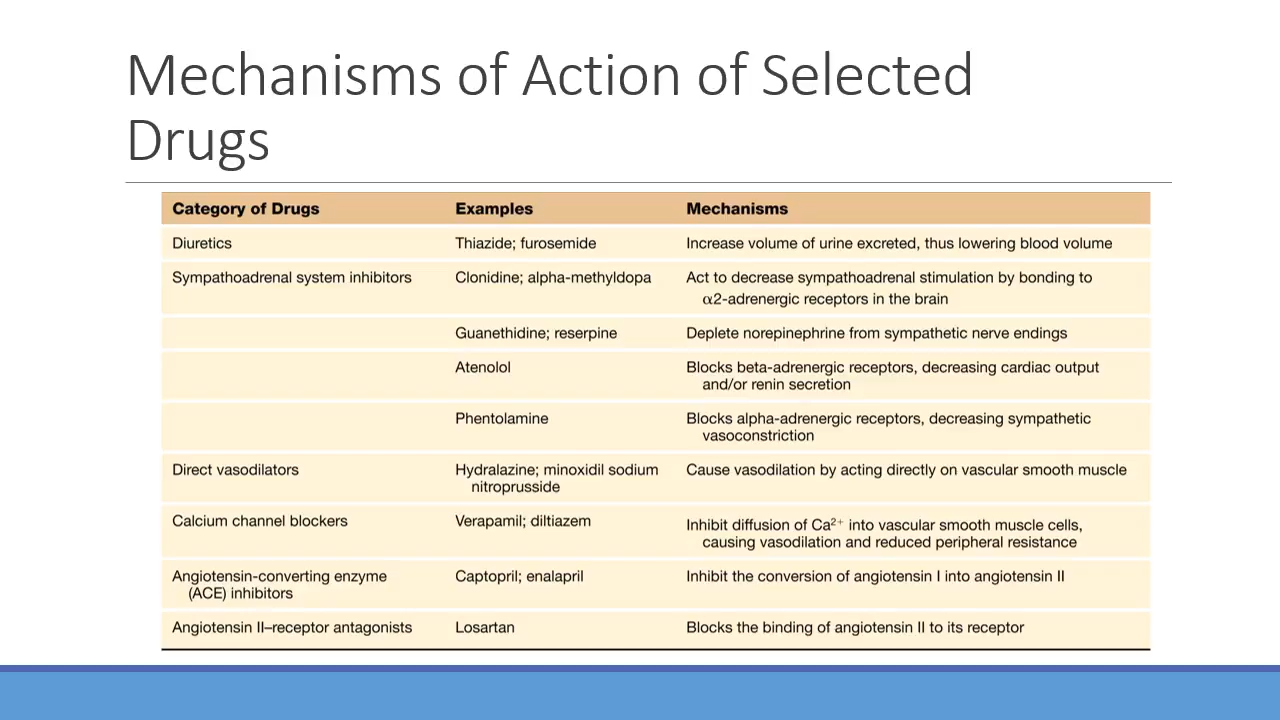 Mechanisms of Action of Selected
Drugs
Category of Drugs Examples Mechanisms
Diuretics Thiazide; furosemide Increase volume of urine excreted, thus lowering blood volume
Sympathoadrenal system inhibitors Clonidine; alpha-methyldopa Act to decrease sympathoadrenal stimulation by bonding to
α2-adrenergic receptors in the brain
Guanethidine; reserpine Deplete norepinephrine from sympathetic nerve endings
Atenolol Blocks beta-adrenergic receptors, decreasing cardiac output
and/or renin secretion
Phentolamine Blocks alpha-adrenergic receptors, decreasing sympathetic
vasoconstriction
Direct vasodilators Hydralazine; minoxidil sodium Cause vasodilation by acting directly on vascular smooth muscle
nitroprusside
Calcium channel blockers Verapamil; diltiazem Inhibit diffusion of Ca²⁺ into vascular smooth muscle cells,
causing vasodilation and reduced peripheral resistance
Angiotensin-converting enzyme Captopril; enalapril Inhibit the conversion of angiotensin I into angiotensin II
(ACE) inhibitors
Angiotensin II–receptor antagonists Losartan Blocks the binding of angiotensin II to its receptor